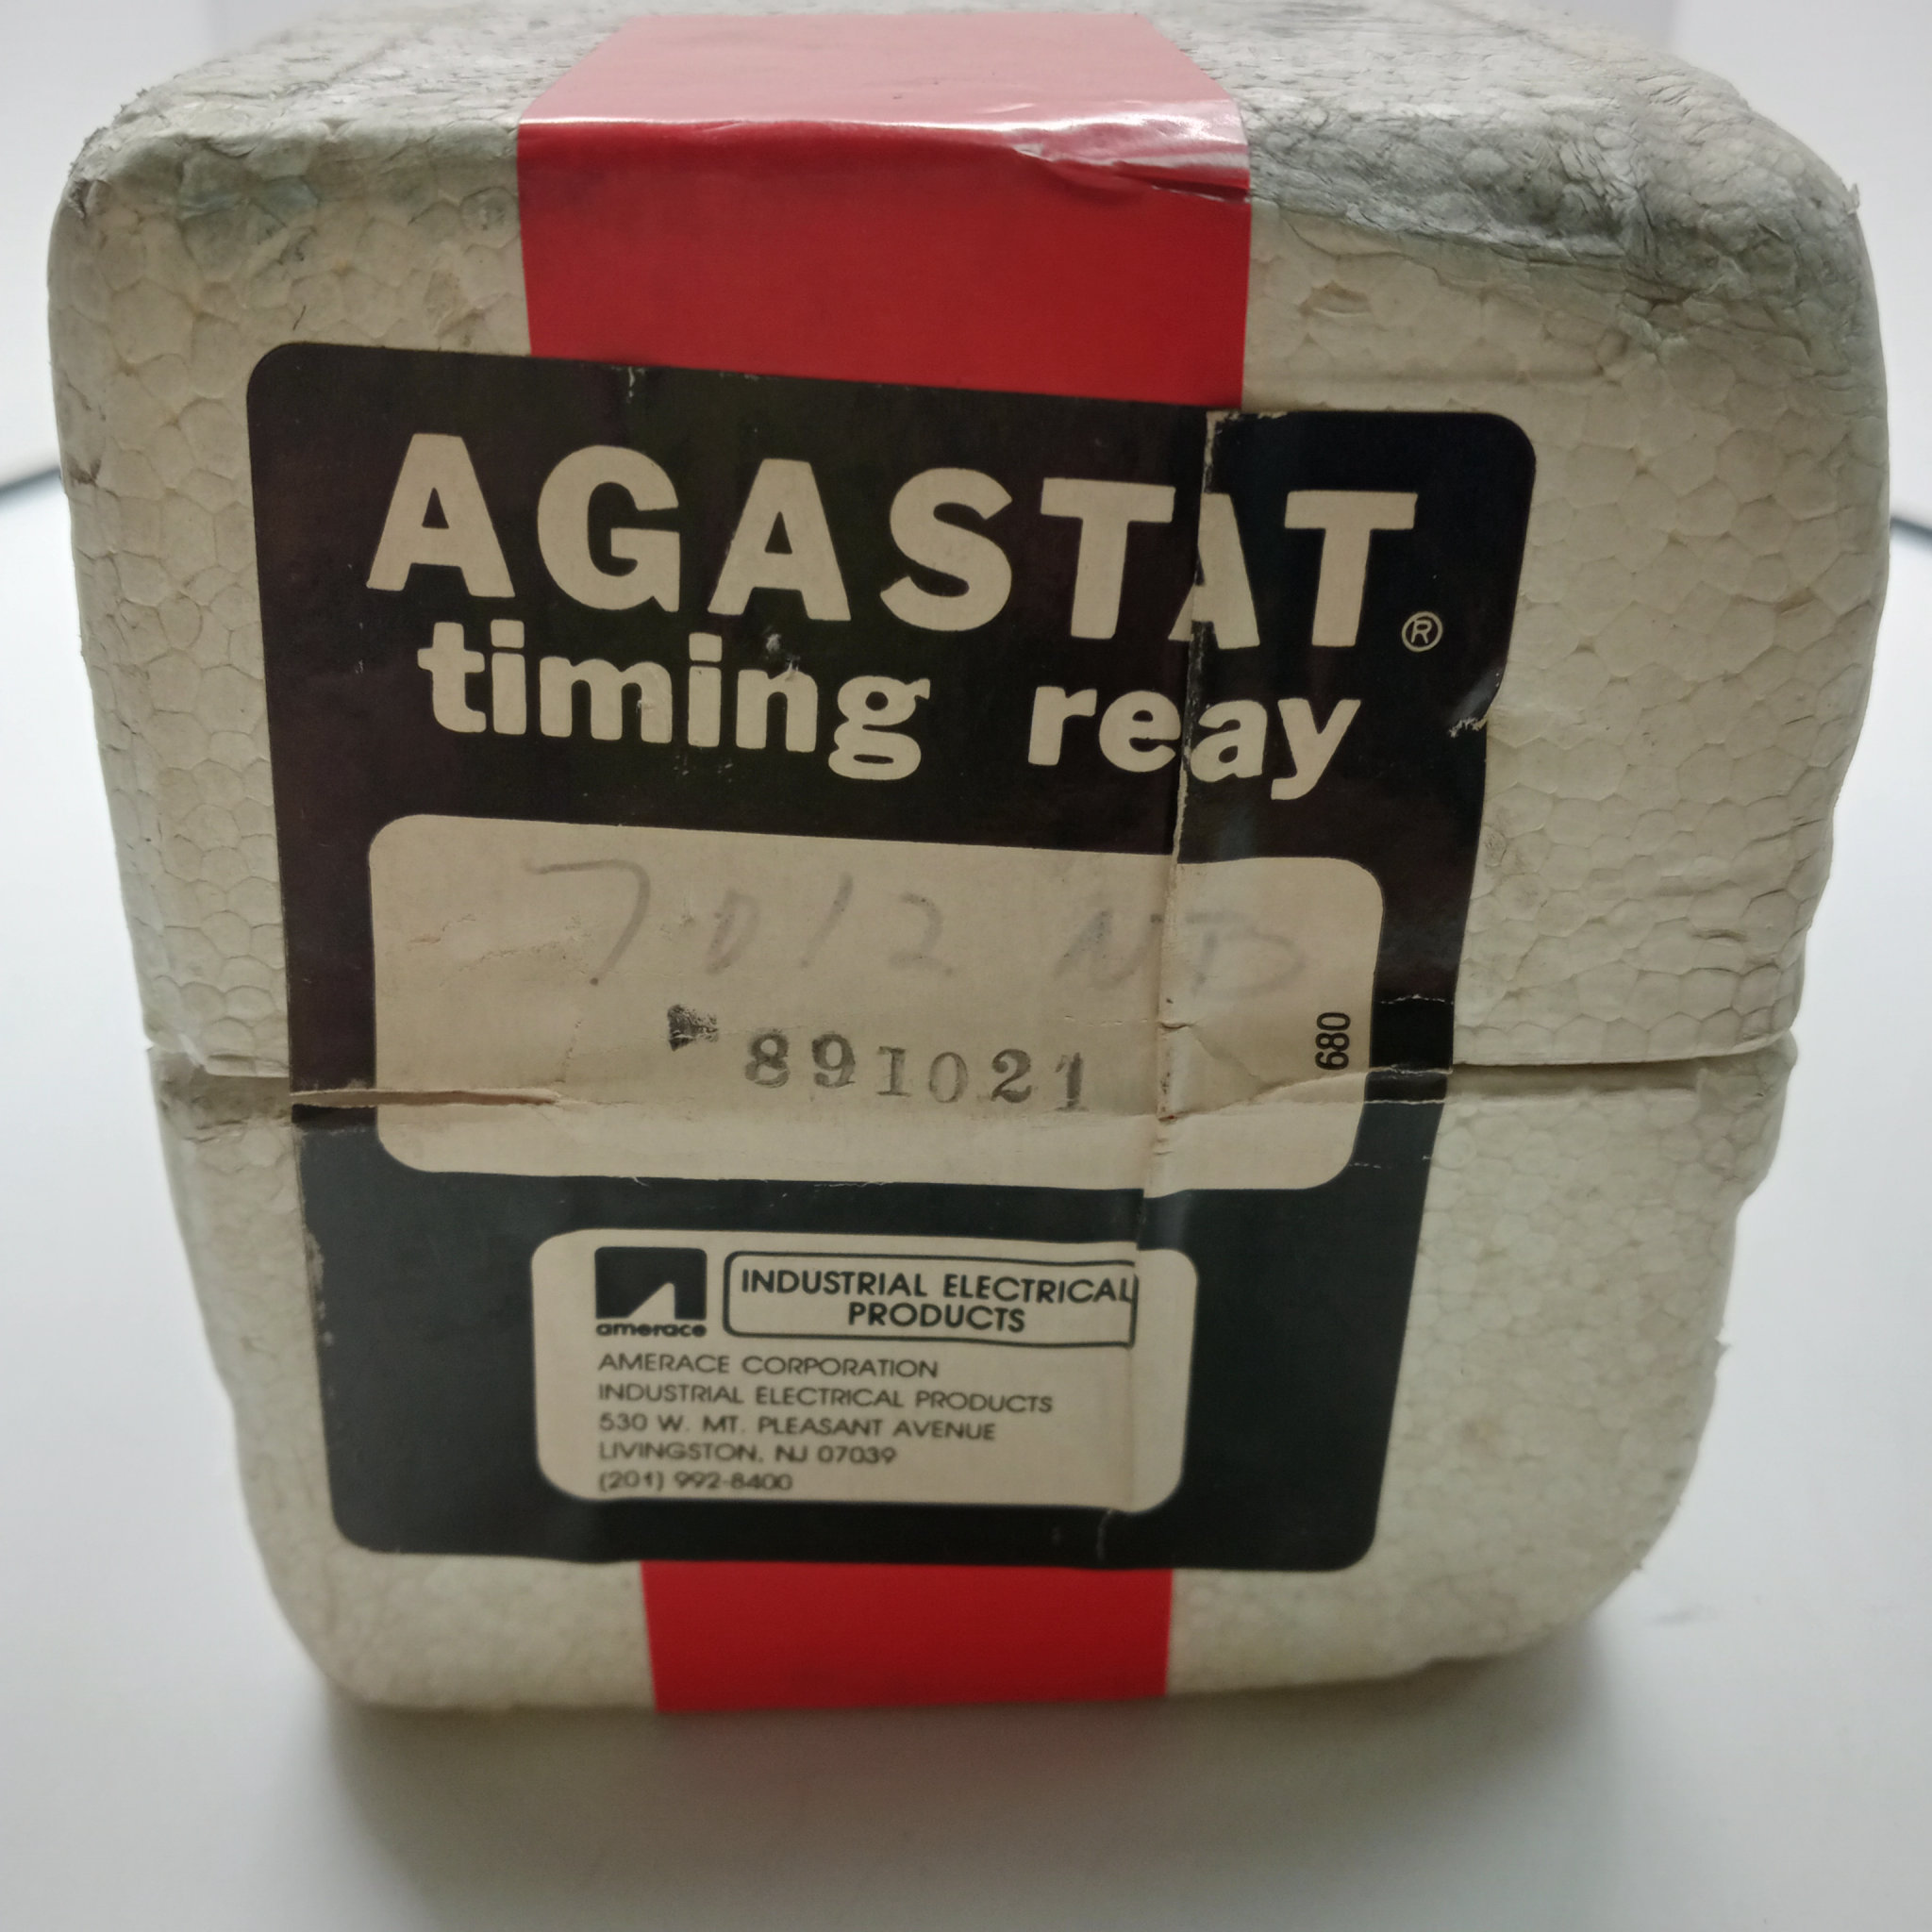 AGASTAT®
timing reay
7012 ND
891021
680
amerace
INDUSTRIAL ELECTRICAL
PRODUCTS
AMERACE CORPORATION
INDUSTRIAL ELECTRICAL PRODUCTS
530 W. MT. PLEASANT AVENUE
LIVINGSTON, NJ 07039
(201) 992-8400